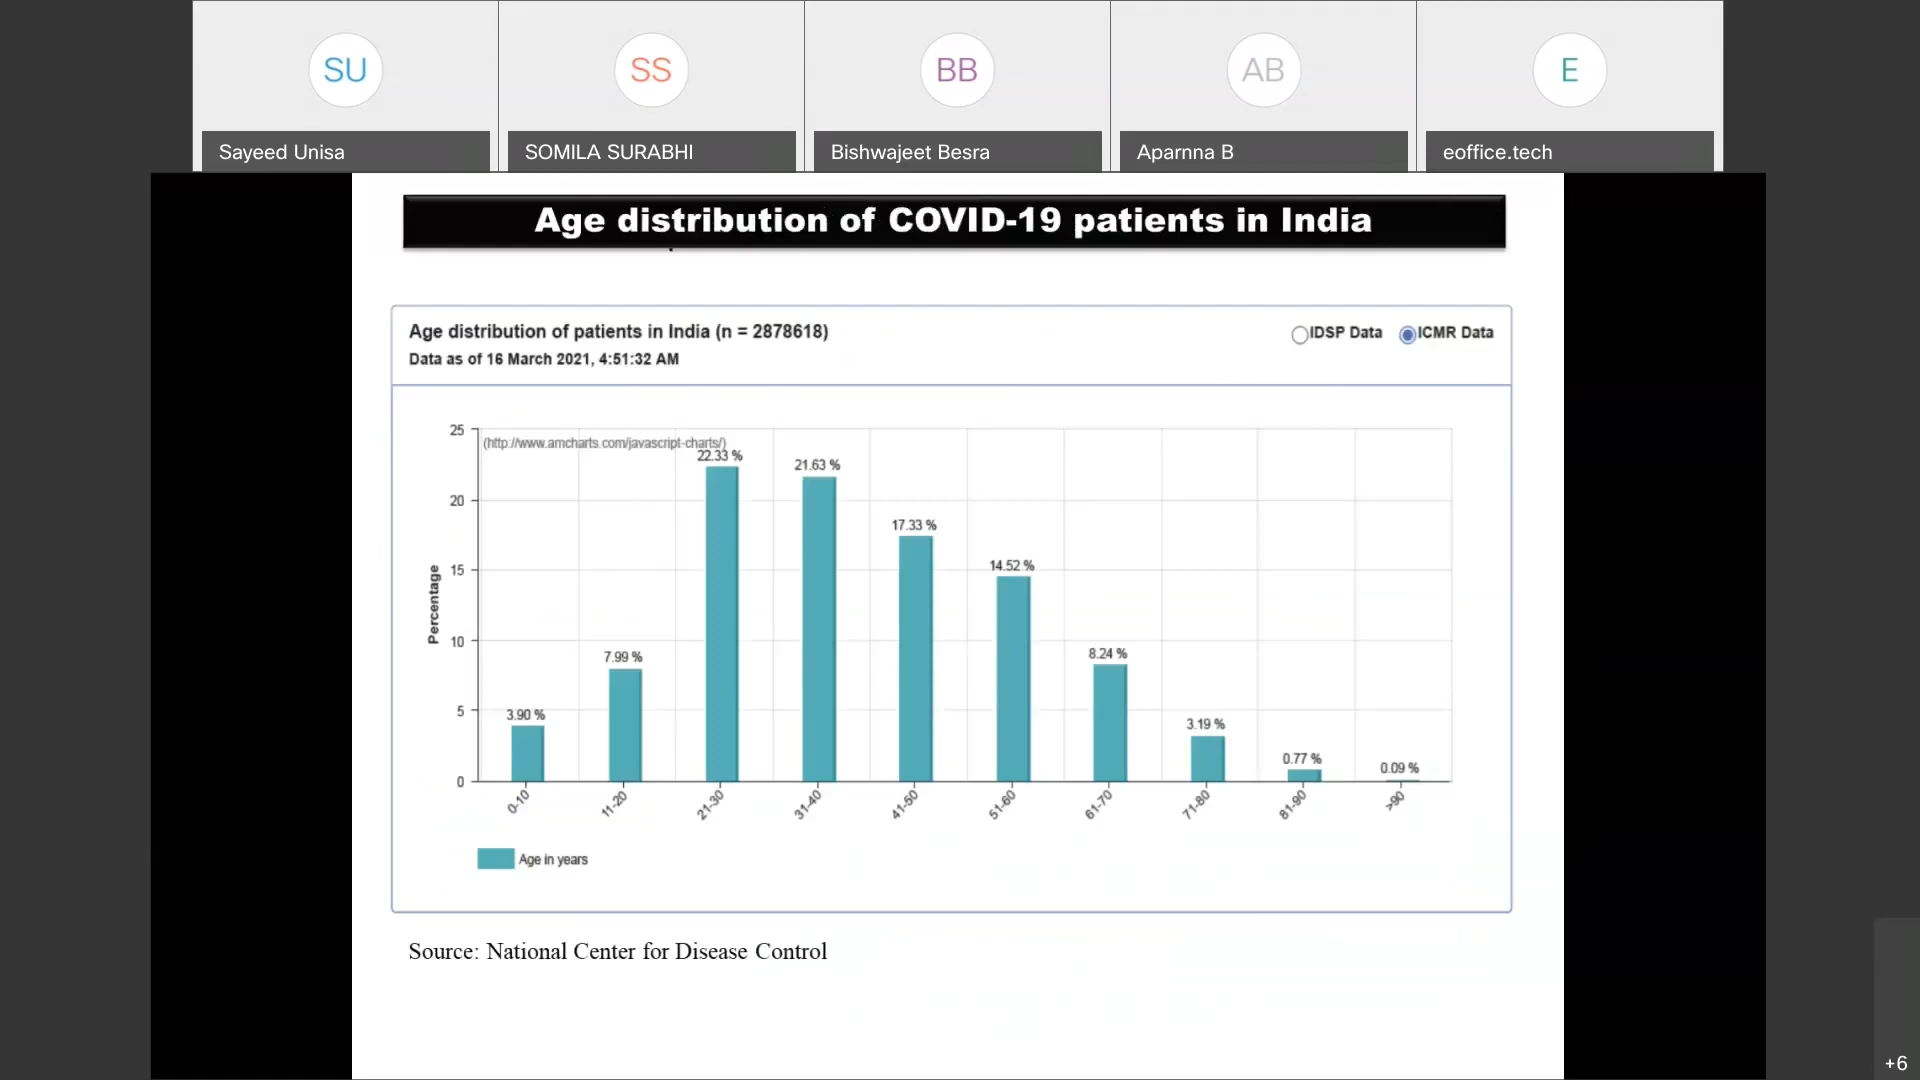 SU
SS
BB
AB
E
Sayeed Unisa
SOMILA SURABHI
Bishwajeet Besra
Aparnna B
eoffice.tech
Age distribution of COVID-19 patients in India
Age distribution of patients in India (n = 2878618)
IDSP Data
ICMR Data
Data as of 16 March 2021, 4:51:32 AM
25
20
15
10
5
0
Percentage
(http://www.amcharts.com/javascript-charts/)
3.90 %
7.99 %
22.33 %
21.63 %
17.33 %
14.52 %
8.24 %
3.19 %
0.77 %
0.09 %
0-10
11-20
21-30
31-40
41-50
51-60
61-70
71-80
81-90
>90
Age in years
Source: National Center for Disease Control
+6